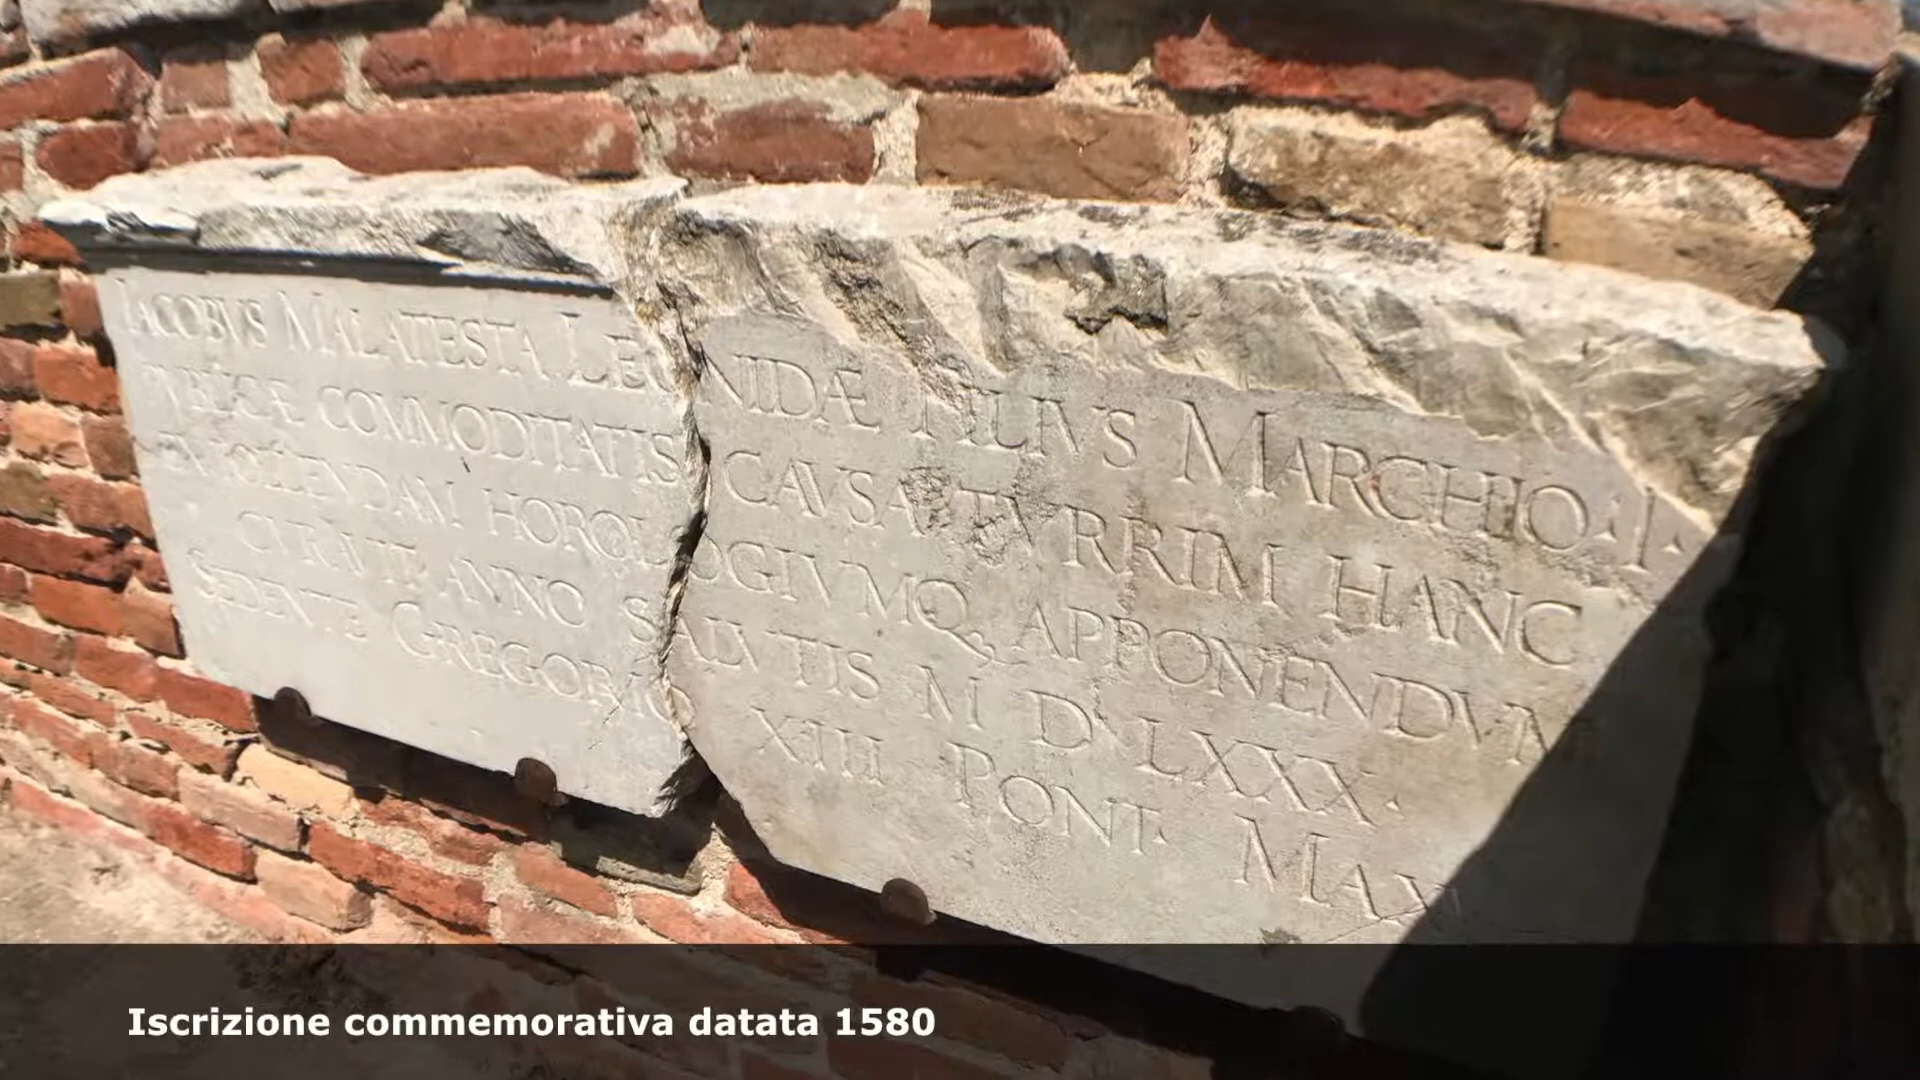 IACOBVS MALATESTA LEONIDÆ FILIVS MARCHIO · I ·
PVBLICÆ COMMODITATIS CAVSA TVRRIM HANC
EXTOLLENDAM HOROLOGIVMQ, APPONENDVM
CVRAVIT ANNO SALVTIS M D LXXX ·
SEDENTE GREGORIO XIII PONT · MAX
Iscrizione commemorativa datata 1580